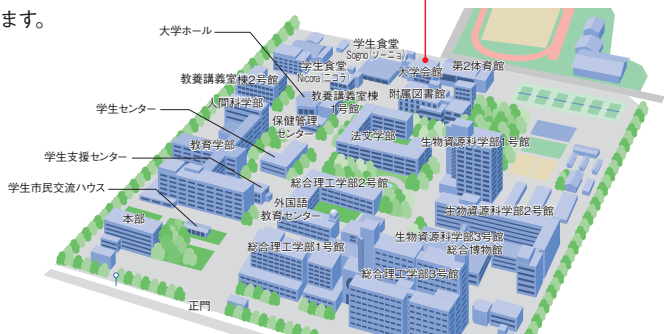 ます。
大学ホール
学生食堂
Sogno(ソーニョ)
学生食堂
Nicora(ニコラ)
大学会館
第2体育館
教養講義室棟2号館
教養講義室棟
1号館
附属図書館
人間科学部
学生センター
保健管理
センター
法文学部
生物資源科学部1号館
教育学部
学生支援センター
総合理工学部2号館
学生市民交流ハウス
外国語
教育センター
生物資源科学部2号館
本部
生物資源科学部3号館
総合博物館
総合理工学部1号館
総合理工学部3号館
正門